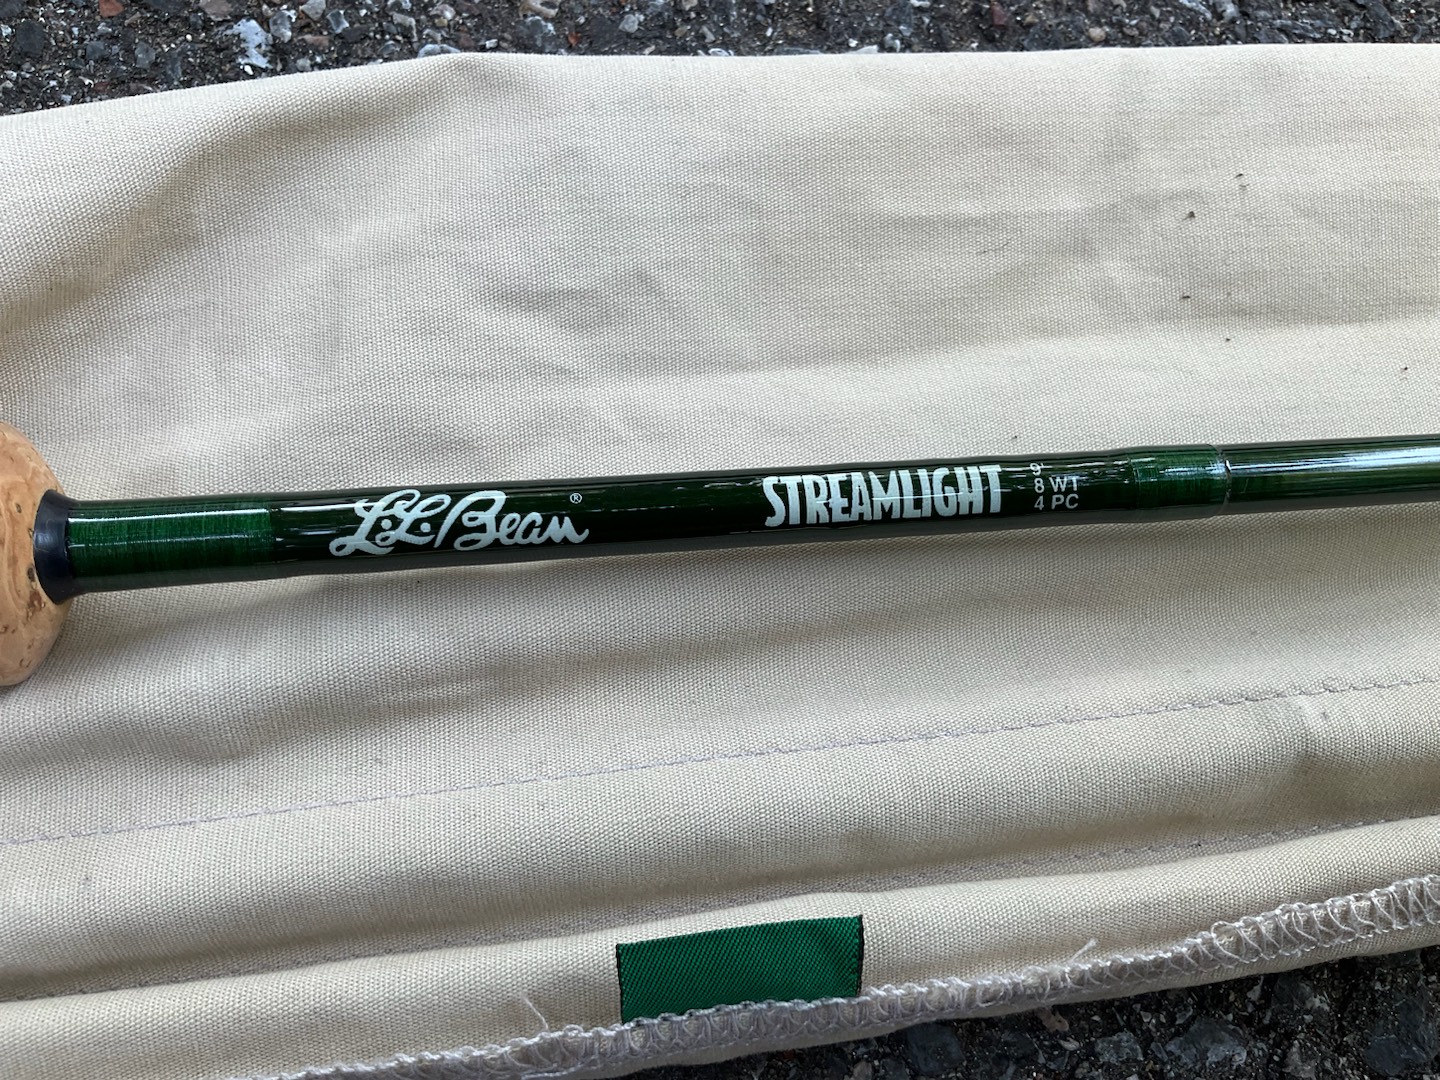 L.L.Bean®
STREAMLIGHT
9'
8 WT
4 PC